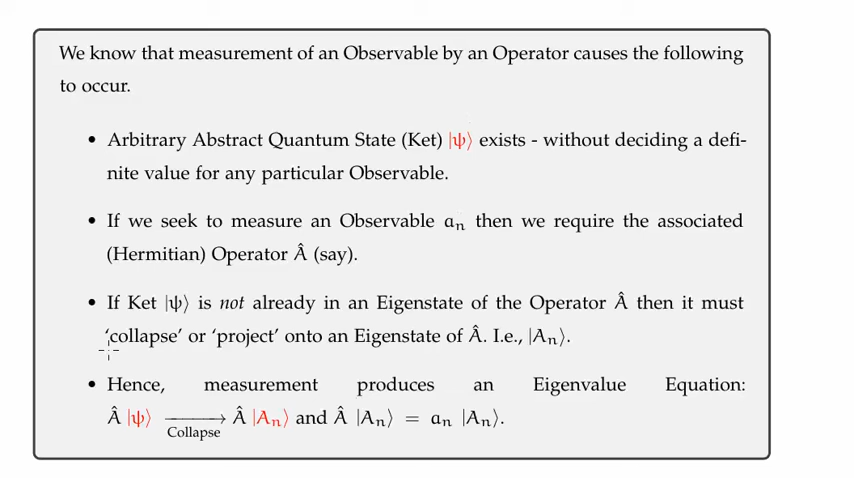 We know that measurement of an Observable by an Operator causes the following
to occur.
• Arbitrary Abstract Quantum State (Ket) |ψ⟩ exists - without deciding a defi-
nite value for any particular Observable.
• If we seek to measure an Observable aₙ then we require the associated
(Hermitian) Operator Â (say).
• If Ket |ψ⟩ is not already in an Eigenstate of the Operator Â then it must
‘collapse’ or ‘project’ onto an Eigenstate of Â. I.e., |Aₙ⟩.
• Hence, measurement produces an Eigenvalue Equation:
Â |ψ⟩ ⟶ Â |Aₙ⟩ and Â |Aₙ⟩ = aₙ |Aₙ⟩.
Collapse